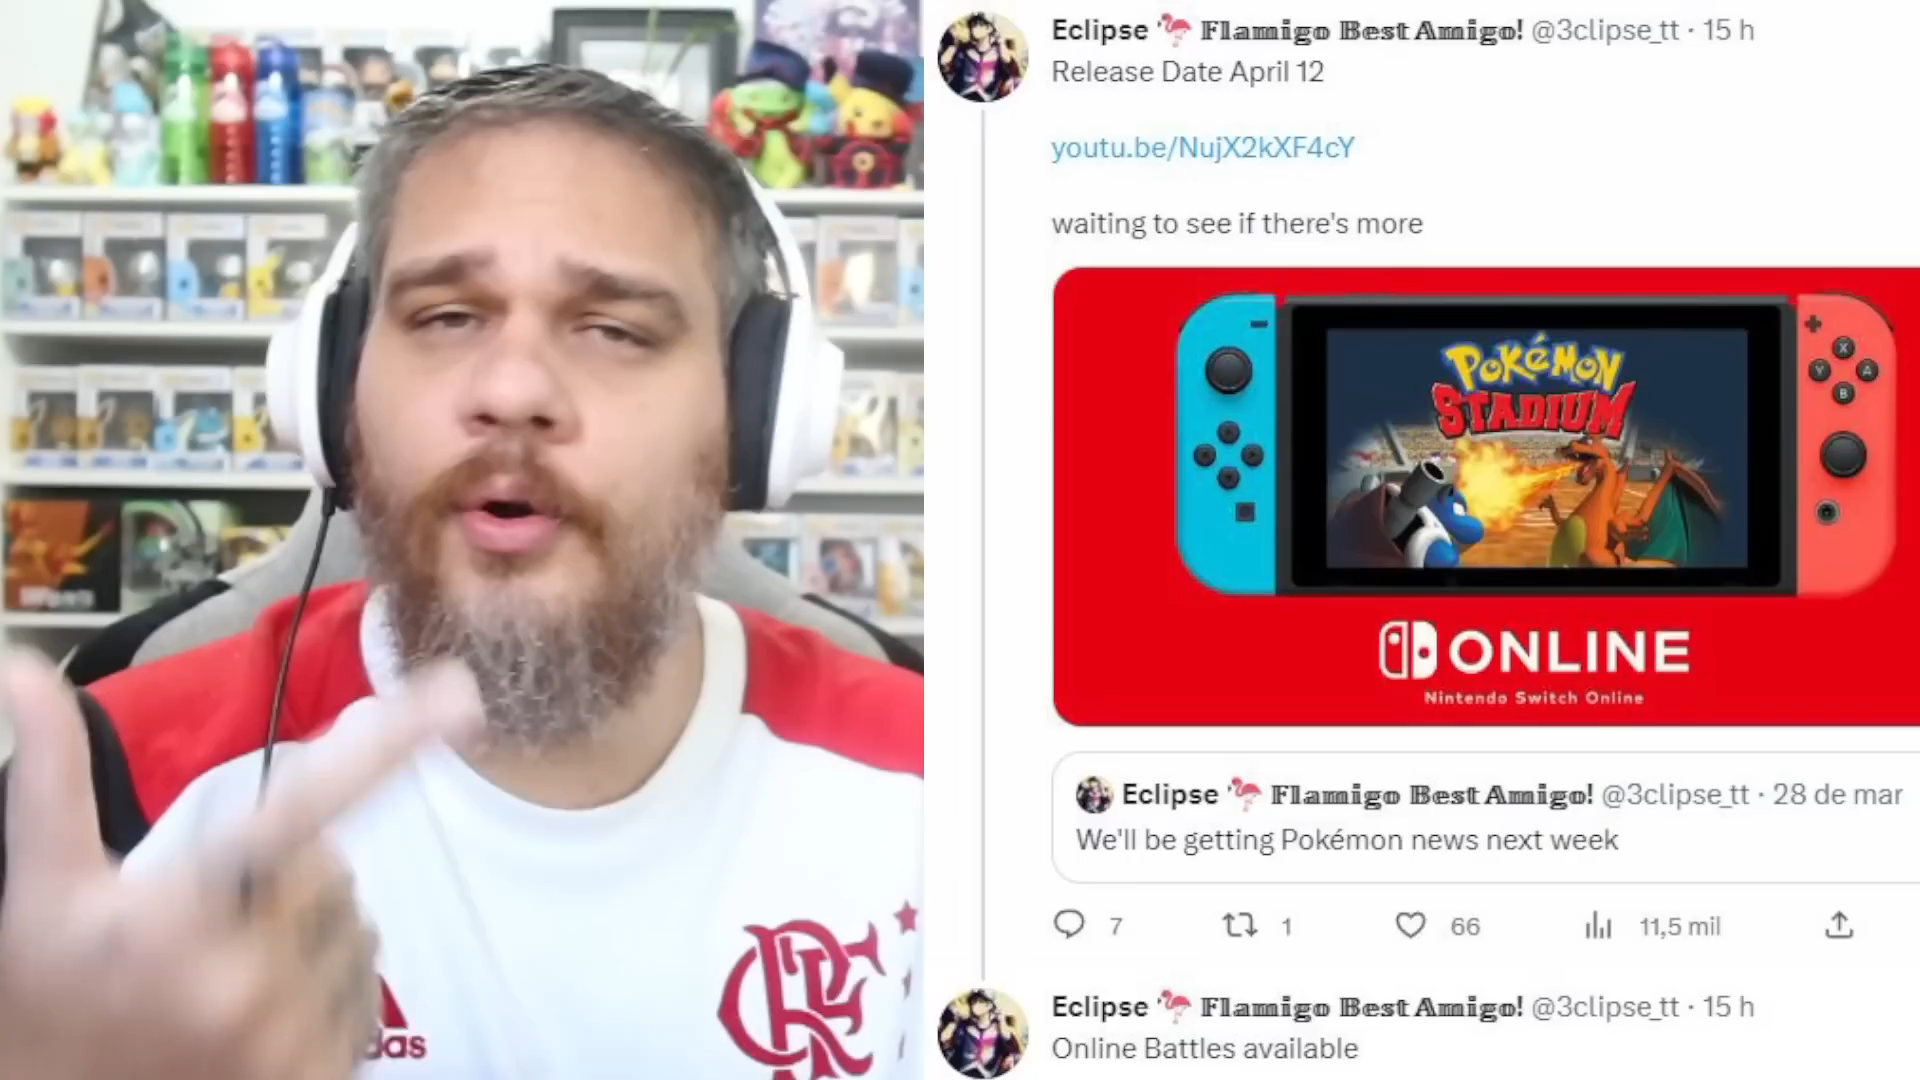 Eclipse 🦩 𝔽𝕝𝕒𝕞𝕚𝕘𝕠 𝔹𝕖𝕤𝕥 𝔸𝕞𝕚𝕘𝕠! @3clipse_tt · 15 h
Release Date April 12
youtu.be/NujX2kXF4cY
waiting to see if there's more
POKéMON
STADIUM
X
Y
A
B
ONLINE
Nintendo Switch Online
Eclipse 🦩 𝔽𝕝𝕒𝕞𝕚𝕘𝕠 𝔹𝕖𝕤𝕥 𝔸𝕞𝕚𝕘𝕠! @3clipse_tt · 28 de mar
We'll be getting Pokémon news next week
7
1
66
11,5 mil
Eclipse 🦩 𝔽𝕝𝕒𝕞𝕚𝕘𝕠 𝔹𝕖𝕤𝕥 𝔸𝕞𝕚𝕘𝕠! @3clipse_tt · 15 h
Online Battles available
CRF
das